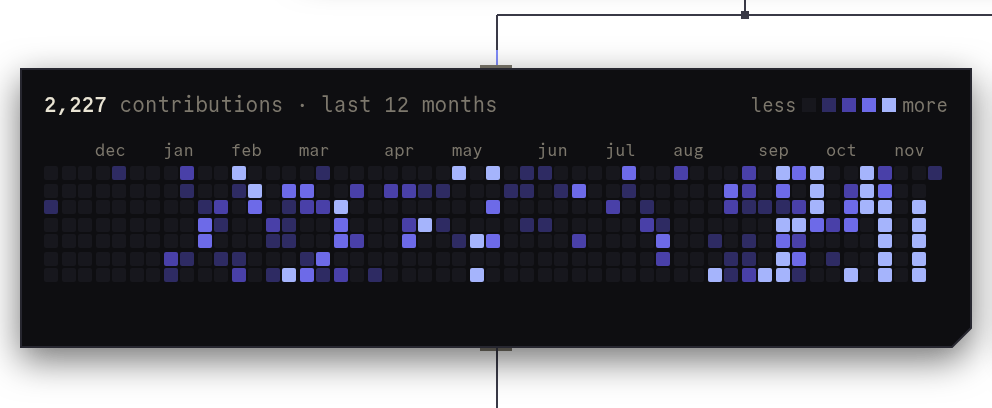 2,227 contributions · last 12 months
less more
dec jan feb mar apr may jun jul aug sep oct nov